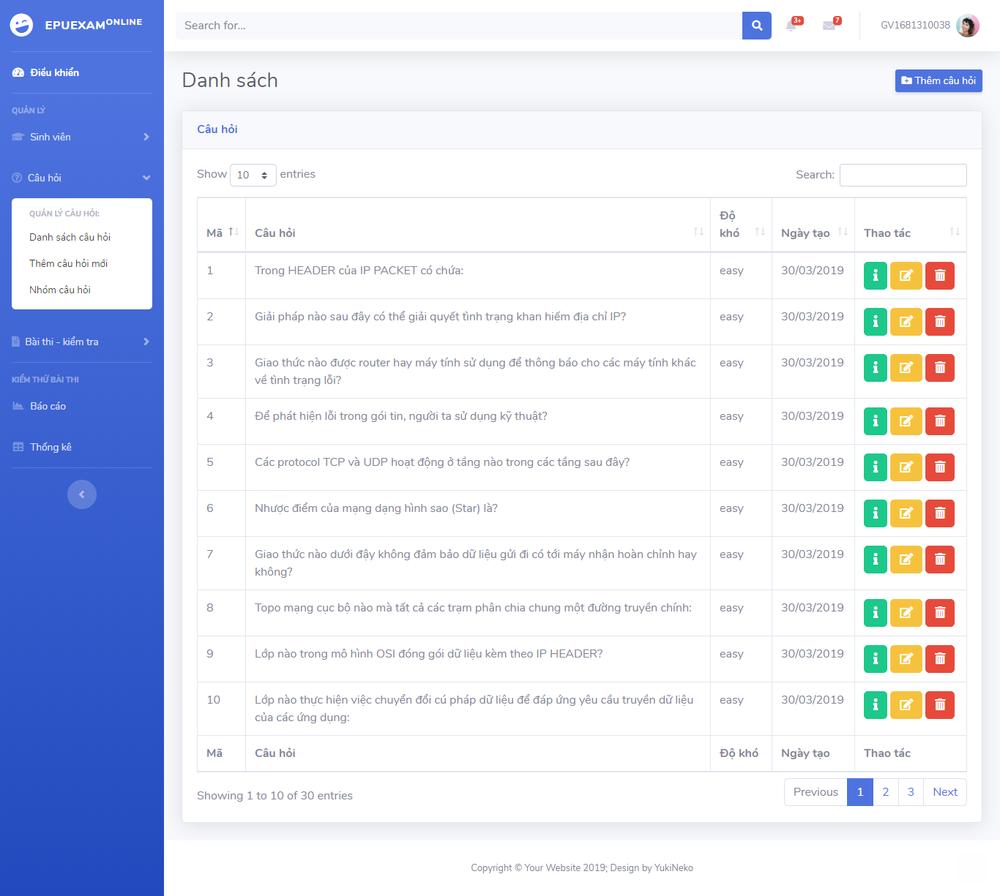 EPUEXAMONLINE
Search for...
3+
7
GV1681310038
Điều khiển
QUẢN LÝ
Sinh viên
Câu hỏi
QUẢN LÝ CÂU HỎI:
Danh sách câu hỏi
Thêm câu hỏi mới
Nhóm câu hỏi
Bài thi - kiểm tra
KIỂM THỬ BÀI THI
Báo cáo
Thống kê
Danh sách
Thêm câu hỏi
Câu hỏi
Show 10 entries
Search:
Mã Câu hỏi Độ khó Ngày tạo Thao tác
1 Trong HEADER của IP PACKET có chứa: easy 30/03/2019
2 Giải pháp nào sau đây có thể giải quyết tình trạng khan hiếm địa chỉ IP? easy 30/03/2019
3 Giao thức nào được router hay máy tính sử dụng để thông báo cho các máy tính khác easy 30/03/2019
về tình trạng lỗi?
4 Để phát hiện lỗi trong gói tin, người ta sử dụng kỹ thuật? easy 30/03/2019
5 Các protocol TCP và UDP hoạt động ở tầng nào trong các tầng sau đây? easy 30/03/2019
6 Nhược điểm của mạng dạng hình sao (Star) là? easy 30/03/2019
7 Giao thức nào dưới đậy không đảm bảo dữ liệu gửi đi có tới máy nhận hoàn chỉnh hay easy 30/03/2019
không?
8 Topo mạng cục bộ nào mà tất cả các trạm phân chia chung một đường truyền chính: easy 30/03/2019
9 Lớp nào trong mô hình OSI đóng gói dữ liệu kèm theo IP HEADER? easy 30/03/2019
10 Lớp nào thực hiện việc chuyển đổi cú pháp dữ liệu để đáp ứng yêu cầu truyền dữ liệu easy 30/03/2019
của các ứng dụng:
Mã Câu hỏi Độ khó Ngày tạo Thao tác
Showing 1 to 10 of 30 entries
Previous 1 2 3 Next
Copyright © Your Website 2019; Design by YukiNeko